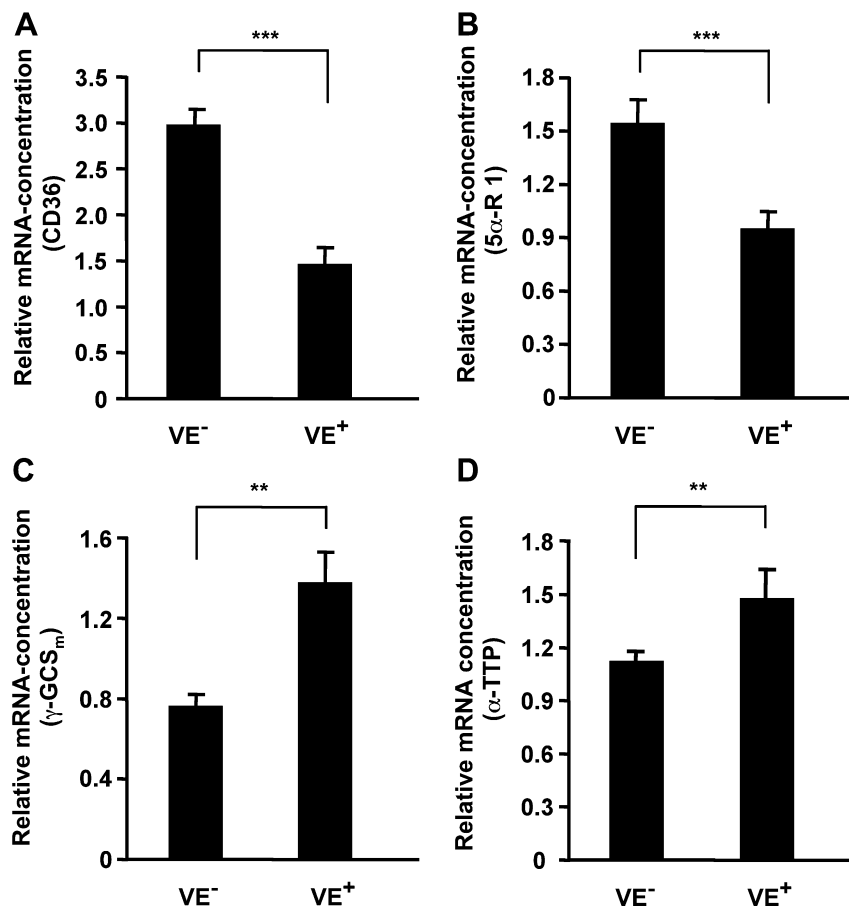 A
***
Relative mRNA-concentration
(CD36)
3.5
3.0
2.5
2.0
1.5
1.0
0.5
0
VE⁻
VE⁺
B
***
Relative mRNA-concentration
(5α-R 1)
1.8
1.5
1.2
0.9
0.6
0.3
0
VE⁻
VE⁺
C
**
Relative mRNA-concentration
(γ-GCSₘ)
1.6
1.2
0.8
0.4
0
VE⁻
VE⁺
D
**
Relative mRNA concentration
(α-TTP)
1.8
1.5
1.2
0.9
0.6
0.3
0
VE⁻
VE⁺